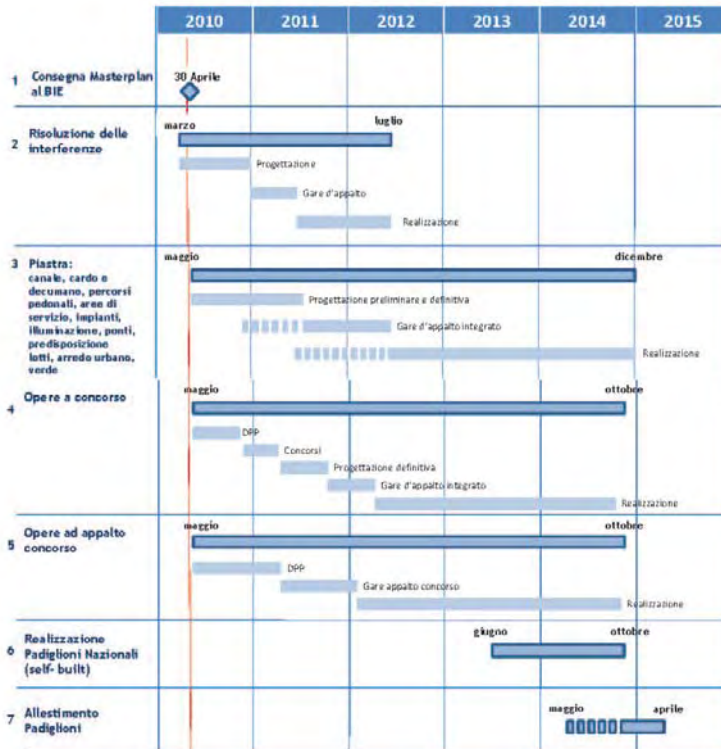 2010 2011 2012 2013 2014 2015
1 Consegna Masterplan
al BIE
30 Aprile
2 Risoluzione delle
interferenze
marzo luglio
Progettazione
Gare d'appalto
Realizzazione
3 Piastra:
canale, cardo e
decumano, percorsi
pedonali, aree di
servizio, impianti,
illuminazione, ponti,
predisposizione
lotti, arredo urbano,
verde
maggio dicembre
Progettazione preliminare e definitiva
Gare d'appalto integrato
Realizzazione
4 Opere a concorso
maggio ottobre
DPP
Concorsi
Progettazione definitiva
Gare d'appalto integrato
Realizzazione
5 Opere ad appalto
concorso
maggio ottobre
DPP
Gare appalto concorso
Realizzazione
6 Realizzazione
Padiglioni Nazionali
(self- built)
giugno ottobre
7 Allestimento
Padiglioni
maggio aprile